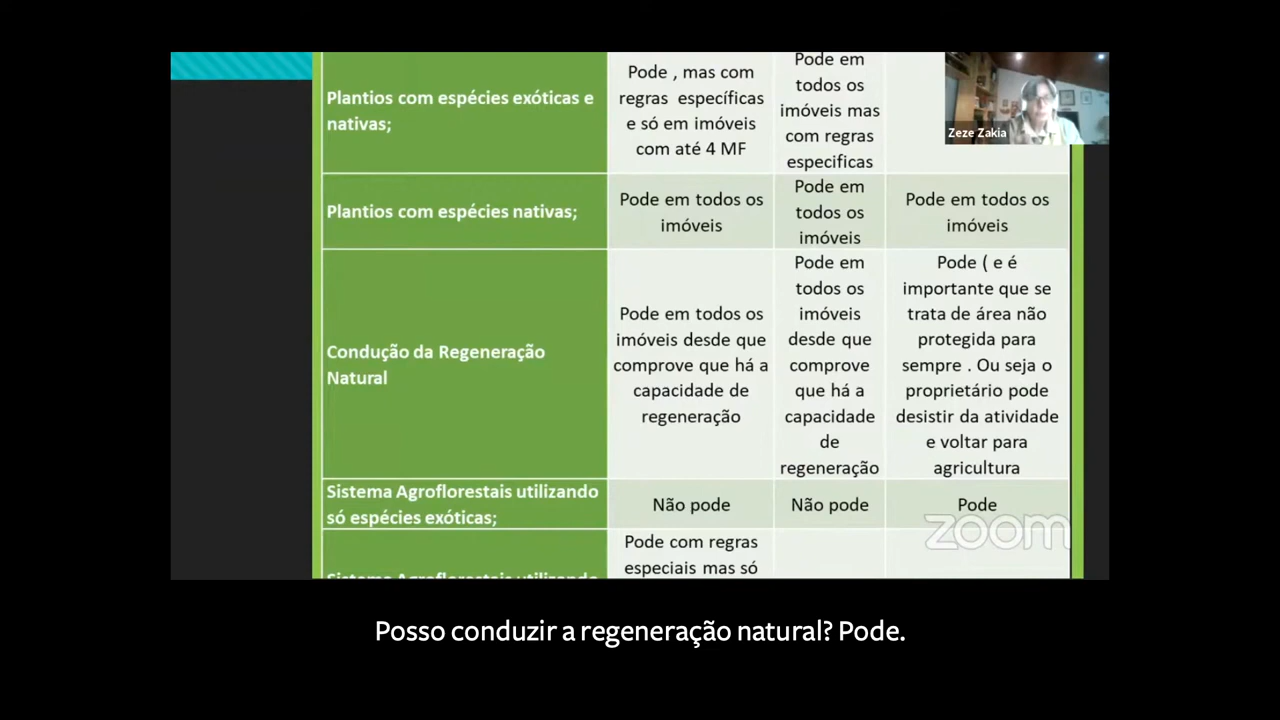 Plantios com espécies exóticas e
nativas;
Pode , mas com
regras específicas
e só em imóveis
com até 4 MF
Pode em
todos os
imóveis mas
com regras
especificas
Zeze Zakia
Plantios com espécies nativas;
Pode em todos os
imóveis
Pode em
todos os
imóveis
Pode em todos os
imóveis
Condução da Regeneração
Natural
Pode em todos os
imóveis desde que
comprove que há a
capacidade de
regeneração
Pode em
todos os
imóveis
desde que
comprove
que há a
capacidade
de
regeneração
Pode ( e é
importante que se
trata de área não
protegida para
sempre . Ou seja o
proprietário pode
desistir da atividade
e voltar para
agricultura
Sistema Agroflorestais utilizando
só espécies exóticas;
Não pode
Não pode
Pode
zoom
Sistema Agroflorestais utilizando
Pode com regras
especiais mas só
Posso conduzir a regeneração natural? Pode.